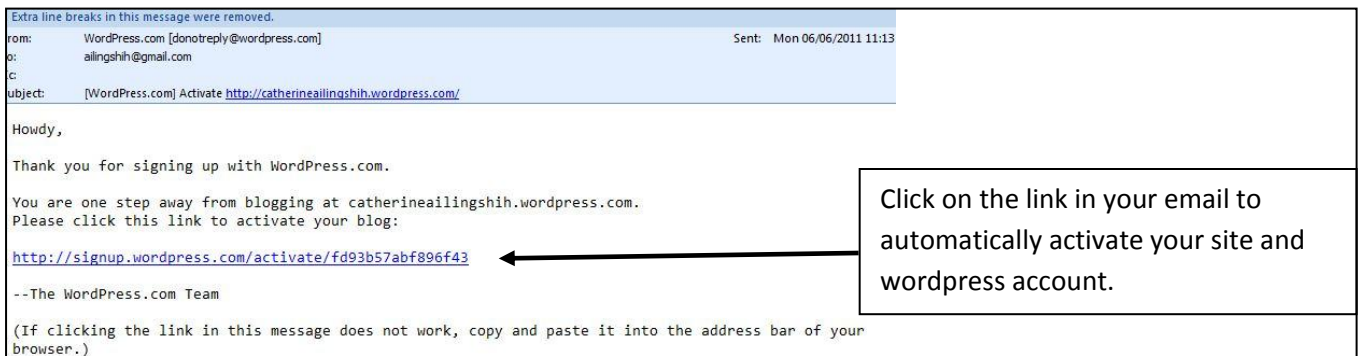 Extra line breaks in this message were removed.
rom: WordPress.com [donotreply@wordpress.com] Sent: Mon 06/06/2011 11:13
o: ailingshih@gmail.com
c:
ubject: [WordPress.com] Activate http://catherineailingshih.wordpress.com/
Howdy,
Thank you for signing up with WordPress.com.
You are one step away from blogging at catherineailingshih.wordpress.com.
Please click this link to activate your blog:
http://signup.wordpress.com/activate/fd93b57abf896f43
--The WordPress.com Team
(If clicking the link in this message does not work, copy and paste it into the address bar of your
browser.)
Click on the link in your email to
automatically activate your site and
wordpress account.